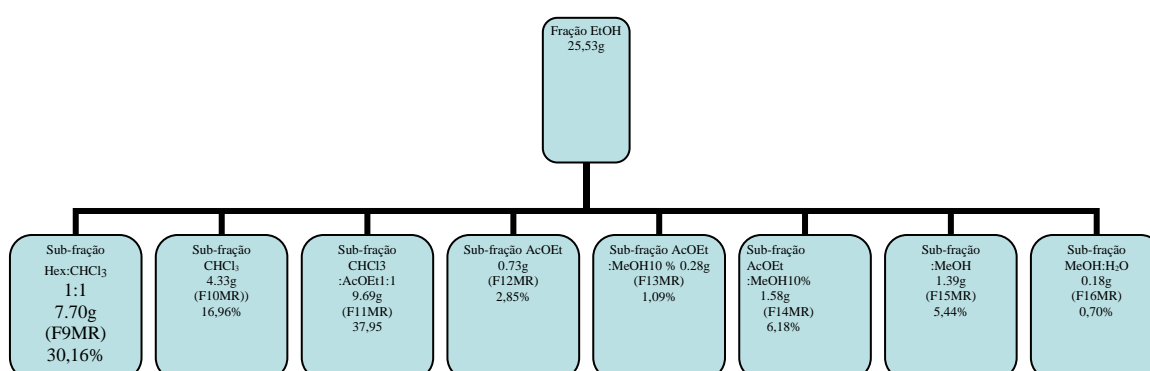 Fração EtOH
25,53g
Sub-fração
Hex:CHCl₃
1:1
7.70g
(F9MR)
30,16%
Sub-fração
CHCl₃
4.33g
(F10MR))
16,96%
Sub-fração
CHCl3
:AcOEt1:1
9.69g
(F11MR)
37,95
Sub-fração AcOEt
0.73g
(F12MR)
2,85%
Sub-fração AcOEt
:MeOH10 % 0.28g
(F13MR)
1,09%
Sub-fração
AcOEt
:MeOH10%
1.58g
(F14MR)
6,18%
Sub-fração
:MeOH
1.39g
(F15MR)
5,44%
Sub-fração
MeOH:H₂O
0.18g
(F16MR)
0,70%